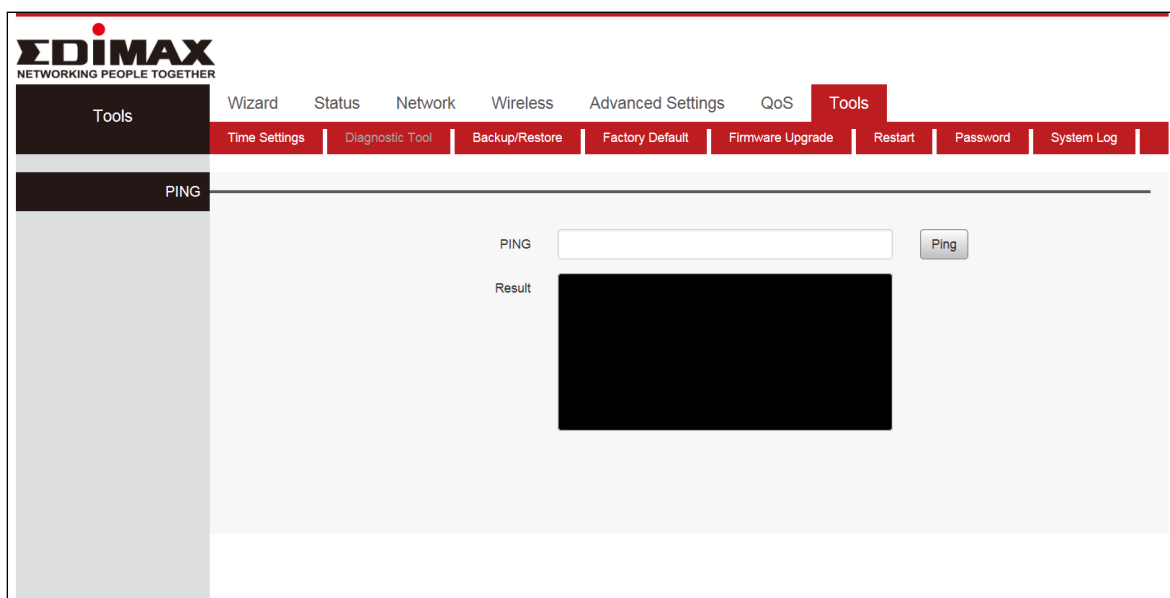 EDIMAX
NETWORKING PEOPLE TOGETHER
Tools
Wizard Status Network Wireless Advanced Settings QoS Tools
Time Settings Diagnostic Tool Backup/Restore Factory Default Firmware Upgrade Restart Password System Log
PING
PING Ping
Result